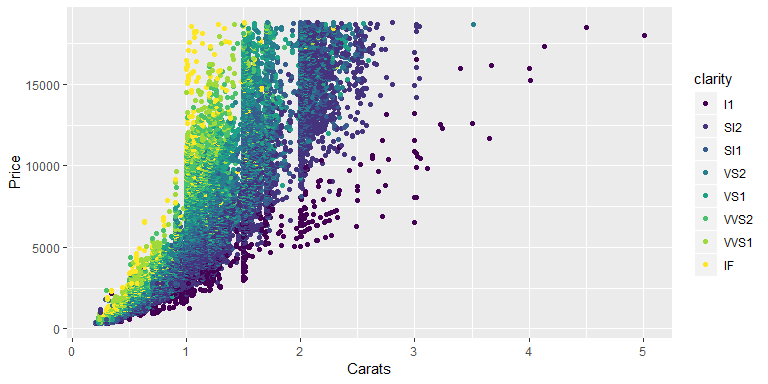 15000
10000
5000
0
Price
0
1
2
3
4
5
Carats
clarity
I1
SI2
SI1
VS2
VS1
VVS2
VVS1
IF